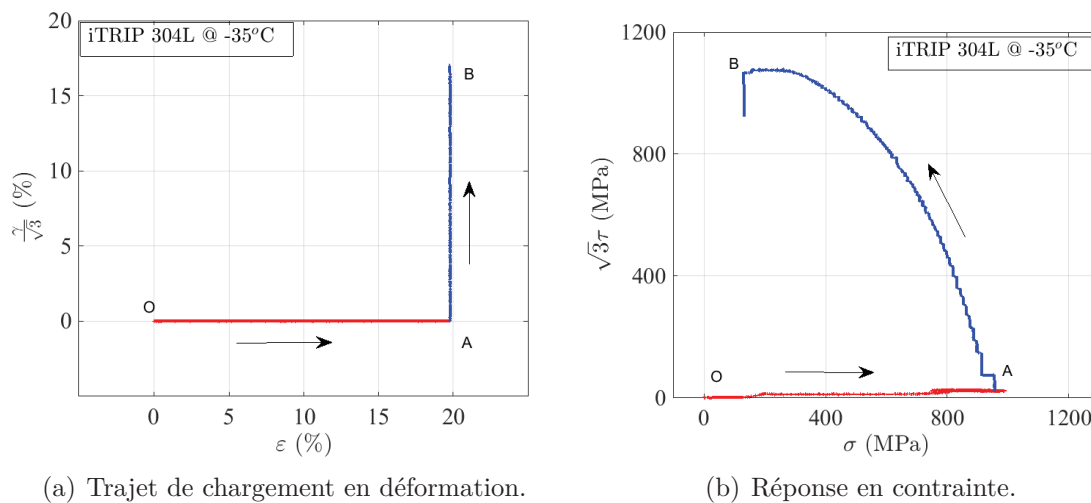 iTRIP 304L @ -35°C
20
15
10
5
0
γ/√3 (%)
O
A
B
0 5 10 15 20
ε (%)
(a) Trajet de chargement en déformation.
iTRIP 304L @ -35°C
1200
800
400
0
√3τ (MPa)
B
O
A
0 400 800 1200
σ (MPa)
(b) Réponse en contrainte.